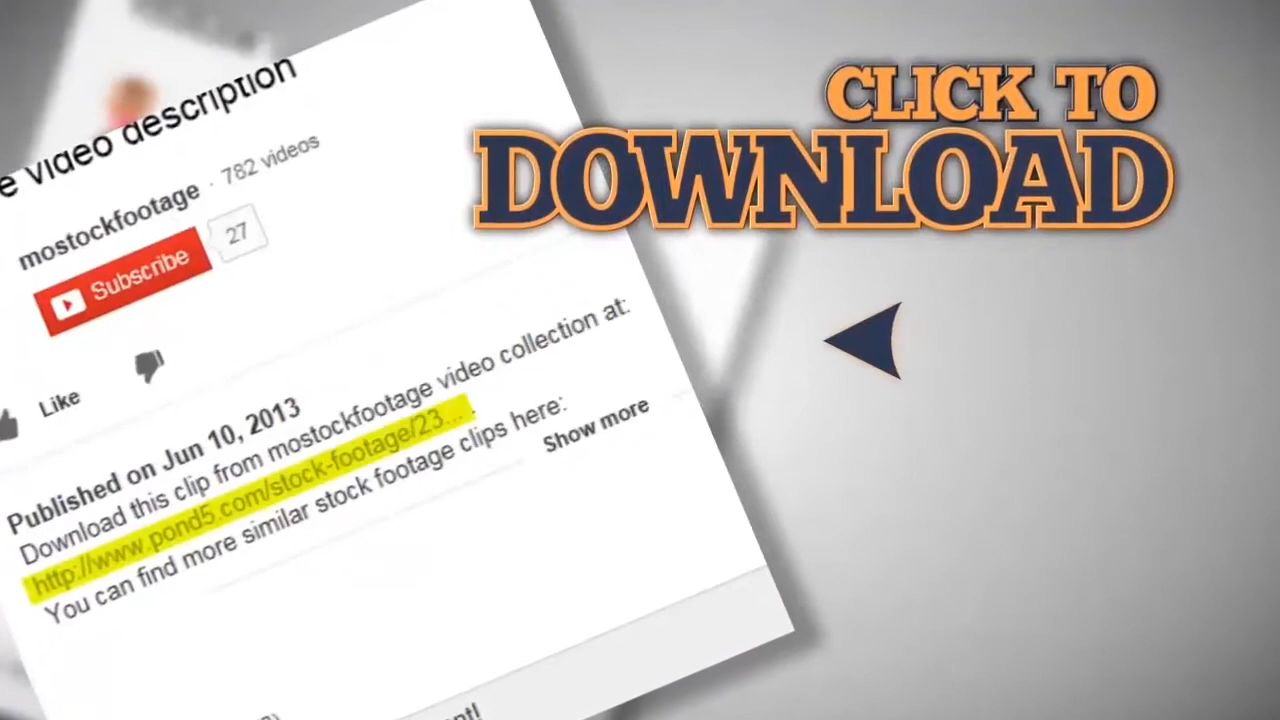 e video description
mostockfootage · 782 videos
Subscribe
27
Like
Published on Jun 10, 2013
Download this clip from mostockfootage video collection at:
http://www.pond5.com/stock-footage/23... .
You can find more similar stock footage clips here:
Show more
CLICK TO
DOWNLOAD